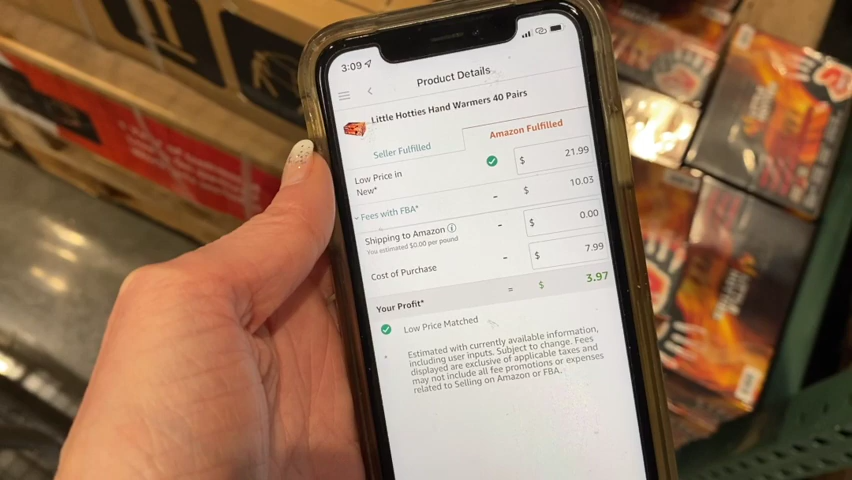 3:09
Product Details
Little Hotties Hand Warmers 40 Pairs
Seller Fulfilled
Amazon Fulfilled
Low Price in
New*
$ 21.99
Fees with FBA*
- $ 10.03
Shipping to Amazon
You estimated $0.00 per pound
- $ 0.00
Cost of Purchase
- $ 7.99
Your Profit*
= $ 3.97
Low Price Matched
* Estimated with currently available information,
including user inputs. Subject to change. Fees
displayed are exclusive of applicable taxes and
may not include all fee promotions or expenses
related to Selling on Amazon or FBA.